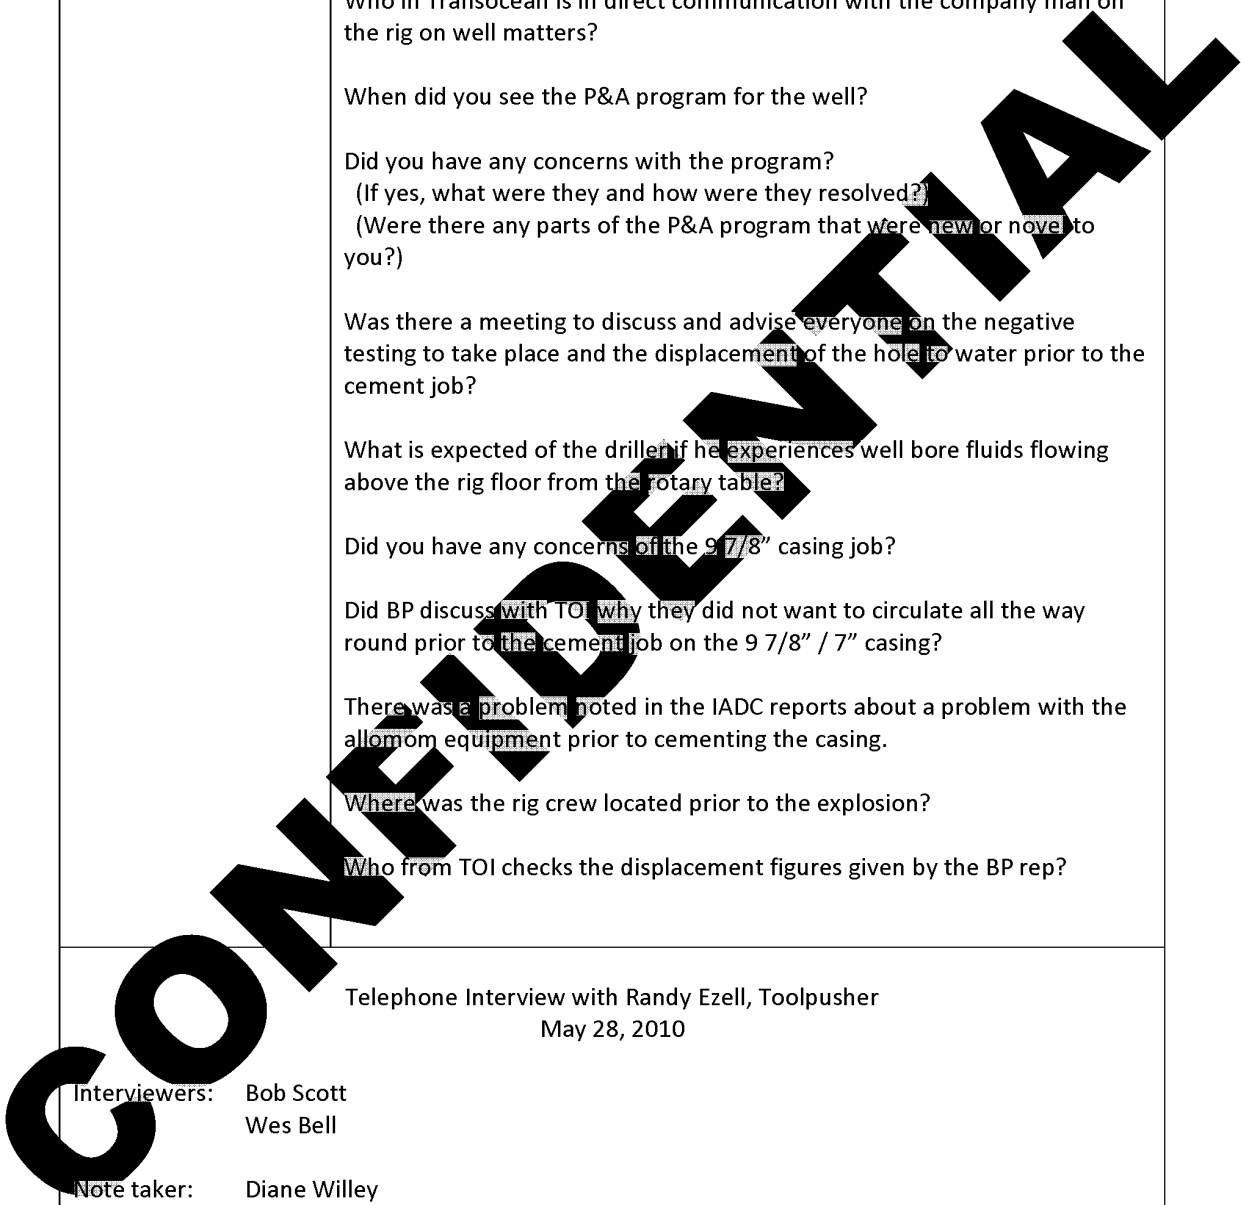 Who in Transocean is in direct communication with the company man on
the rig on well matters?
When did you see the P&A program for the well?
Did you have any concerns with the program?
(If yes, what were they and how were they resolved?)
(Were there any parts of the P&A program that were new or novel to
you?)
Was there a meeting to discuss and advise everyone on the negative
testing to take place and the displacement of the hole to water prior to the
cement job?
What is expected of the driller if he experiences well bore fluids flowing
above the rig floor from the rotary table?
Did you have any concerns of the 9 7/8” casing job?
Did BP discuss with TOI why they did not want to circulate all the way
round prior to the cement job on the 9 7/8” / 7” casing?
There was a problem noted in the IADC reports about a problem with the
allomom equipment prior to cementing the casing.
Where was the rig crew located prior to the explosion?
Who from TOI checks the displacement figures given by the BP rep?
Telephone Interview with Randy Ezell, Toolpusher
May 28, 2010
Interviewers: Bob Scott
Wes Bell
Note taker: Diane Willey
CONFIDENTIAL